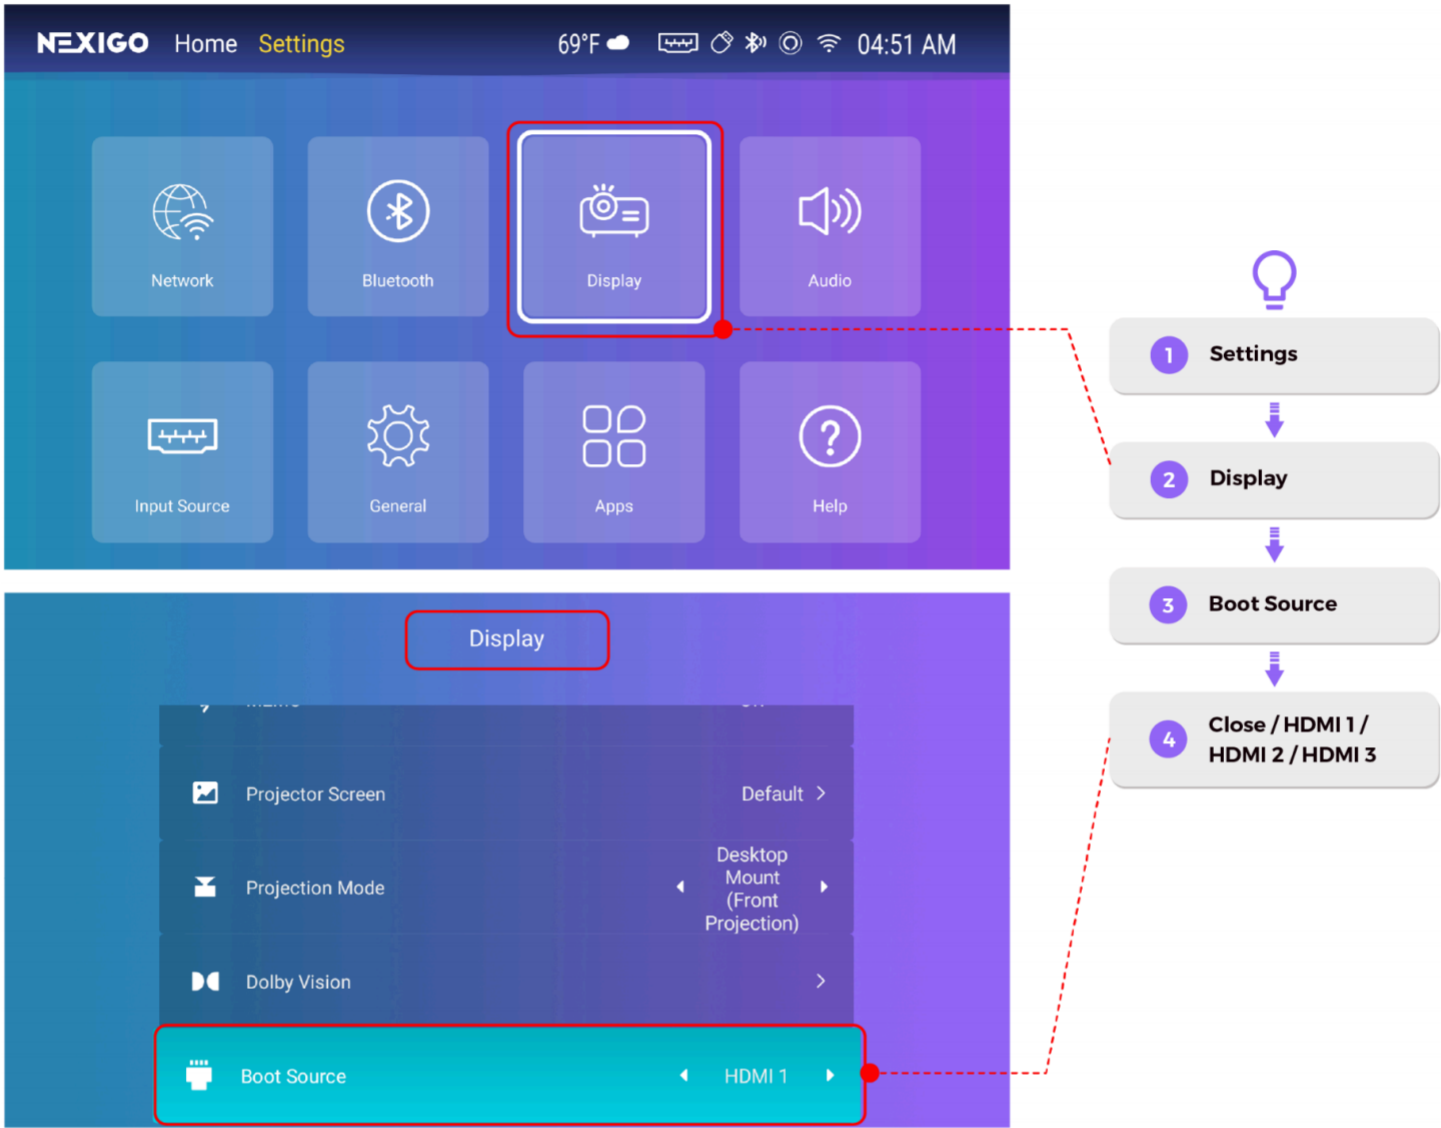 NEXIGO Home Settings 69°F 04:51 AM
Network Bluetooth Display Audio
Input Source General Apps Help
1 Settings
2 Display
3 Boot Source
4 Close / HDMI 1 /
HDMI 2 / HDMI 3
Display
Projector Screen Default
Projection Mode Desktop
Mount
(Front
Projection)
Dolby Vision
Boot Source HDMI 1